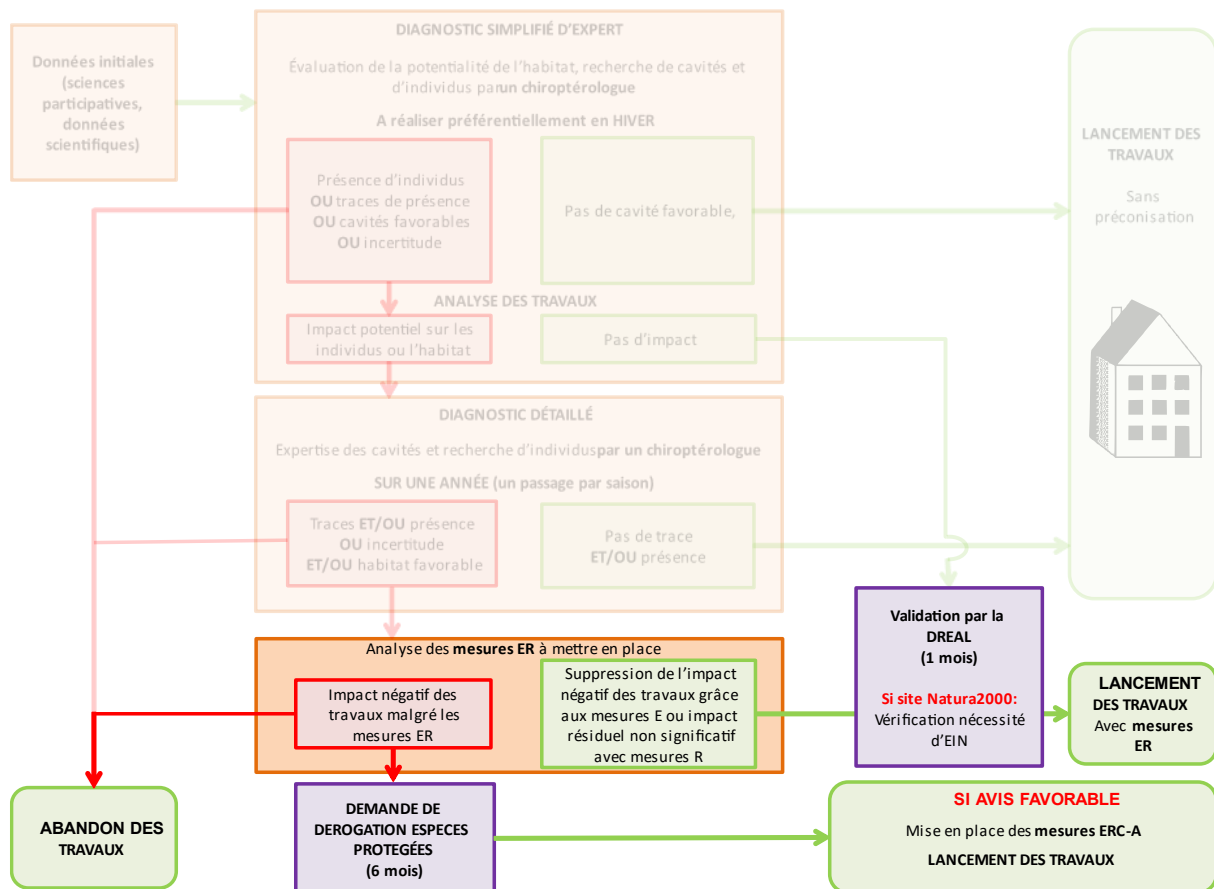 DIAGNOSTIC SIMPLIFIÉ D'EXPERT
Données initiales
(sciences
participatives,
données
scientifiques)
Évaluation de la potentialité de l'habitat, recherche de cavités et
d'individus parun chiroptérologue
A réaliser préférentiellement en HIVER
Présence d'individus
OU traces de présence
OU cavités favorables
OU incertitude
Pas de cavité favorable,
LANCEMENT DES
TRAVAUX
Sans
préconisation
ANALYSE DES TRAVAUX
Impact potentiel sur les
individus ou l'habitat
Pas d'impact
DIAGNOSTIC DÉTAILLÉ
Expertise des cavités et recherche d'individuspar un chiroptérologue
SUR UNE ANNÉE (un passage par saison)
Traces ET/OU présence
OU incertitude
ET/OU habitat favorable
Pas de trace
ET/OU présence
Validation par la
DREAL
(1 mois)
Si site Natura2000:
Vérification nécessité
d'EIN
Analyse des mesures ER à mettre en place
Impact négatif des
travaux malgré les
mesures ER
Suppression de l'impact
négatif des travaux grâce
aux mesures E ou impact
résiduel non significatif
avec mesures R
LANCEMENT
DES TRAVAUX
Avec mesures
ER
ABANDON DES
TRAVAUX
DEMANDE DE
DEROGATION ESPECES
PROTEGÉES
(6 mois)
SI AVIS FAVORABLE
Mise en place des mesures ERC-A
LANCEMENT DES TRAVAUX